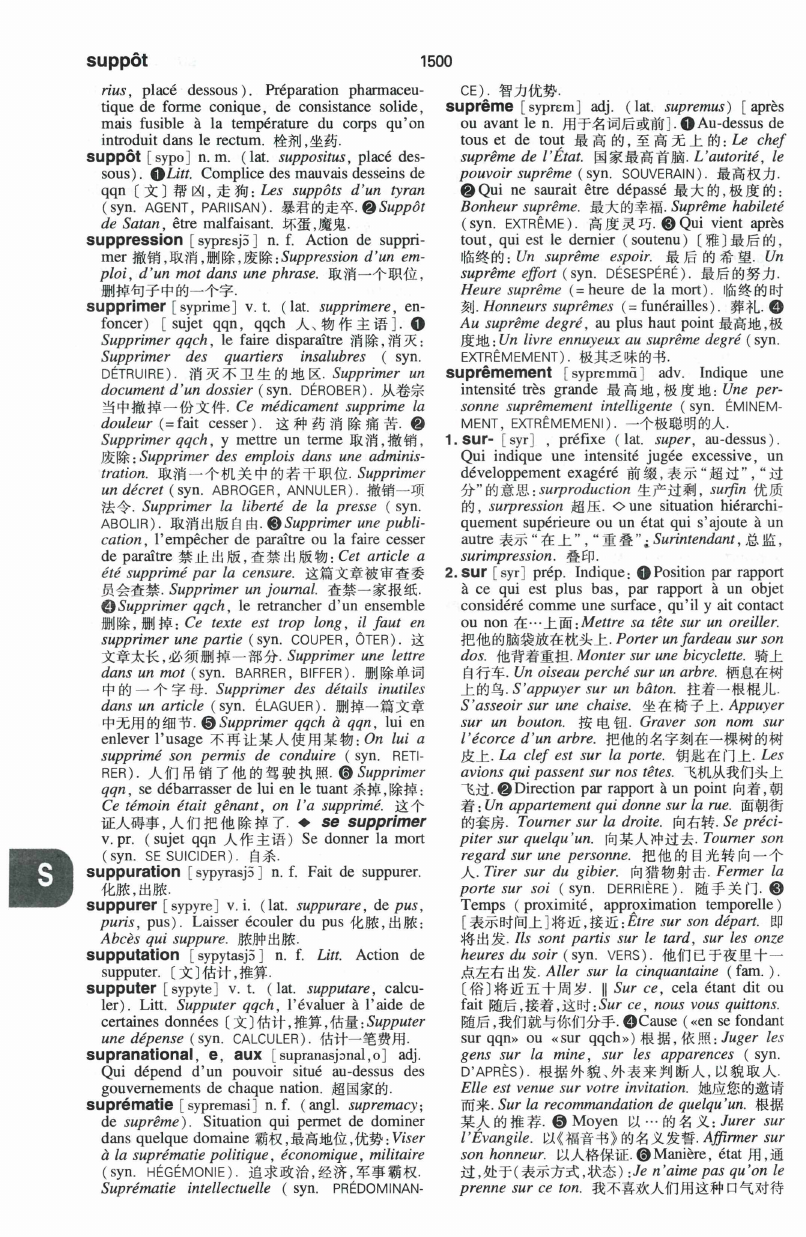 suppôt
1500
rius, placé dessous). Préparation pharmaceu-
tique de forme conique, de consistance solide,
mais fusible à la température du corps qu'on
introduit dans le rectum. 栓剂,坐药.
suppôt [sypo] n. m. (lat. suppositus, placé des-
sous). ❶Litt. Complice des mauvais desseins de
qqn〔文〕帮凶,走狗: Les suppôts d'un tyran
(syn. AGENT, PARIISAN). 暴君的走卒. ❷Suppôt
de Satan, être malfaisant. 坏蛋,魔鬼.
suppression [sypresjɔ̃] n. f. Action de suppri-
mer 撤销,取消,删除,废除:Suppression d'un em-
ploi, d'un mot dans une phrase. 取消一个职位,
删掉句子中的一个字.
supprimer [syprime] v. t. (lat. supprimere, en-
foncer) [sujet qqn, qqch 人、物作主语]. ❶
Supprimer qqch, le faire disparaître 消除,消灭:
Supprimer des quartiers insalubres (syn.
DÉTRUIRE). 消灭不卫生的地区. Supprimer un
document d'un dossier (syn. DÉROBER). 从卷宗
当中撤掉一份文件. Ce médicament supprime la
douleur (=fait cesser). 这种药消除痛苦. ❷
Supprimer qqch, y mettre un terme 取消,撤销,
废除:Supprimer des emplois dans une adminis-
tration. 取消一个机关中的若干职位. Supprimer
un décret (syn. ABROGER, ANNULER). 撤销一项
法令. Supprimer la liberté de la presse (syn.
ABOLIR). 取消出版自由. ❸Supprimer une publi-
cation, l'empêcher de paraître ou la faire cesser
de paraître 禁止出版,查禁出版物: Cet article a
été supprimé par la censure. 这篇文章被审查委
员会查禁. Supprimer un journal. 查禁一家报纸.
❹Supprimer qqch, le retrancher d'un ensemble
删除,删掉: Ce texte est trop long, il faut en
supprimer une partie (syn. COUPER, ÔTER). 这
文章太长,必须删掉一部分. Supprimer une lettre
dans un mot (syn. BARRER, BIFFER). 删除单词
中的一个字母. Supprimer des détails inutiles
dans un article (syn. ÉLAGUER). 删掉一篇文章
中无用的细节. ❺Supprimer qqch à qqn, lui en
enlever l'usage 不再让某人使用某物: On lui a
supprimé son permis de conduire (syn. RETI-
RER). 人们吊销了他的驾驶执照. ❻Supprimer
qqn, se débarrasser de lui en le tuant 杀掉,除掉:
Ce témoin était gênant, on l'a supprimé. 这个
证人碍事,人们把他除掉了. ◆ se supprimer
v. pr. (sujet qqn 人作主语) Se donner la mort
(syn. SE SUICIDER). 自杀.
S
suppuration [sypyrasjɔ̃] n. f. Fait de suppurer.
化脓,出脓.
suppurer [sypyre] v. i. (lat. suppurare, de pus,
puris, pus). Laisser écouler du pus 化脓,出脓:
Abcès qui suppure. 脓肿出脓.
supputation [sypytasjɔ̃] n. f. Litt. Action de
supputer. 〔文〕估计,推算.
supputer [sypyte] v. t. (lat. supputare, calcu-
ler). Litt. Supputer qqch, l'évaluer à l'aide de
certaines données〔文〕估计,推算,估量:Supputer
une dépense (syn. CALCULER). 估计一笔费用.
supranational, e, aux [supranasjɔnal,o] adj.
Qui dépend d'un pouvoir situé au-dessus des
gouvernements de chaque nation. 超国家的.
suprématie [sypremasi] n. f. (angl. supremacy;
de suprême). Situation qui permet de dominer
dans quelque domaine 霸权,最高地位,优势:Viser
à la suprématie politique, économique, militaire
(syn. HÉGÉMONIE). 追求政治,经济,军事霸权.
Suprématie intellectuelle (syn. PRÉDOMINAN-
CE). 智力优势.
suprême [syprɛm] adj. (lat. supremus) [après
ou avant le n. 用于名词后或前]. ❶Au-dessus de
tous et de tout 最高的,至高无上的: Le chef
suprême de l'État. 国家最高首脑. L'autorité, le
pouvoir suprême (syn. SOUVERAIN). 最高权力.
❷Qui ne saurait être dépassé 最大的,极度的:
Bonheur suprême. 最大的幸福. Suprême habileté
(syn. EXTRÊME). 高度灵巧. ❸Qui vient après
tout, qui est le dernier (soutenu)〔雅〕最后的,
临终的: Un suprême espoir. 最后的希望. Un
suprême effort (syn. DÉSESPÉRÉ). 最后的努力.
Heure suprême (=heure de la mort). 临终的时
刻. Honneurs suprêmes (=funérailles). 葬礼. ❹
Au suprême degré, au plus haut point 最高地,极
度地:Un livre ennuyeux au suprême degré (syn.
EXTRÊMEMENT). 极其乏味的书.
suprêmement [syprɛmmɑ̃] adv. Indique une
intensité très grande 最高地,极度地: Une per-
sonne suprêmement intelligente (syn. ÉMINEM-
MENT, EXTRÊMEMENI). 一个极聪明的人.
1. sur- [syr] , préfixe (lat. super, au-dessus).
Qui indique une intensité jugée excessive, un
développement exagéré 前缀,表示“超过”,“过
分”的意思:surproduction 生产过剩, surfin 优质
的, surpression 超压. ◇une situation hiérarchi-
quement supérieure ou un état qui s'ajoute à un
autre 表示“在上”,“重叠”: Surintendant,总监,
surimpression. 叠印.
2. sur [syr] prép. Indique: ❶Position par rapport
à ce qui est plus bas, par rapport à un objet
considéré comme une surface, qu'il y ait contact
ou non 在…上面:Mettre sa tête sur un oreiller.
把他的脑袋放在枕头上. Porter un fardeau sur son
dos. 他背着重担. Monter sur une bicyclette. 骑上
自行车. Un oiseau perché sur un arbre. 栖息在树
上的鸟. S'appuyer sur un bâton. 拄着一根棍儿.
S'asseoir sur une chaise. 坐在椅子上. Appuyer
sur un bouton. 按电钮. Graver son nom sur
l'écorce d'un arbre. 把他的名字刻在一棵树的树
皮上. La clef est sur la porte. 钥匙在门上. Les
avions qui passent sur nos têtes. 飞机从我们头上
飞过. ❷Direction par rapport à un point 向着,朝
着:Un appartement qui donne sur la rue. 面朝街
的套房. Tourner sur la droite. 向右转. Se préci-
piter sur quelqu'un. 向某人冲过去. Tourner son
regard sur une personne. 把他的目光转向一个
人. Tirer sur du gibier. 向猎物射击. Fermer la
porte sur soi (syn. DERRIÈRE). 随手关门. ❸
Temps (proximité, approximation temporelle)
[表示时间上]将近,接近:Être sur son départ. 即
将出发. Ils sont partis sur le tard, sur les onze
heures du soir (syn. VERS). 他们已于夜里十一
点左右出发. Aller sur la cinquantaine (fam.).
〔俗〕将近五十周岁. ‖ Sur ce, cela étant dit ou
fait 随后,接着,这时:Sur ce, nous vous quittons.
随后,我们就与你们分手. ❹Cause («en se fondant
sur qqn» ou «sur qqch») 根据,依照: Juger les
gens sur la mine, sur les apparences (syn.
D'APRÈS). 根据外貌、外表来判断人,以貌取人.
Elle est venue sur votre invitation. 她应您的邀请
而来. Sur la recommandation de quelqu'un. 根据
某人的推荐. ❺ Moyen 以…的名义: Jurer sur
l'Évangile. 以《福音书》的名义发誓. Affirmer sur
son honneur. 以人格保证. ❻Manière, état 用,通
过,处于(表示方式,状态):Je n'aime pas qu'on le
prenne sur ce ton. 我不喜欢人们用这种口气对待